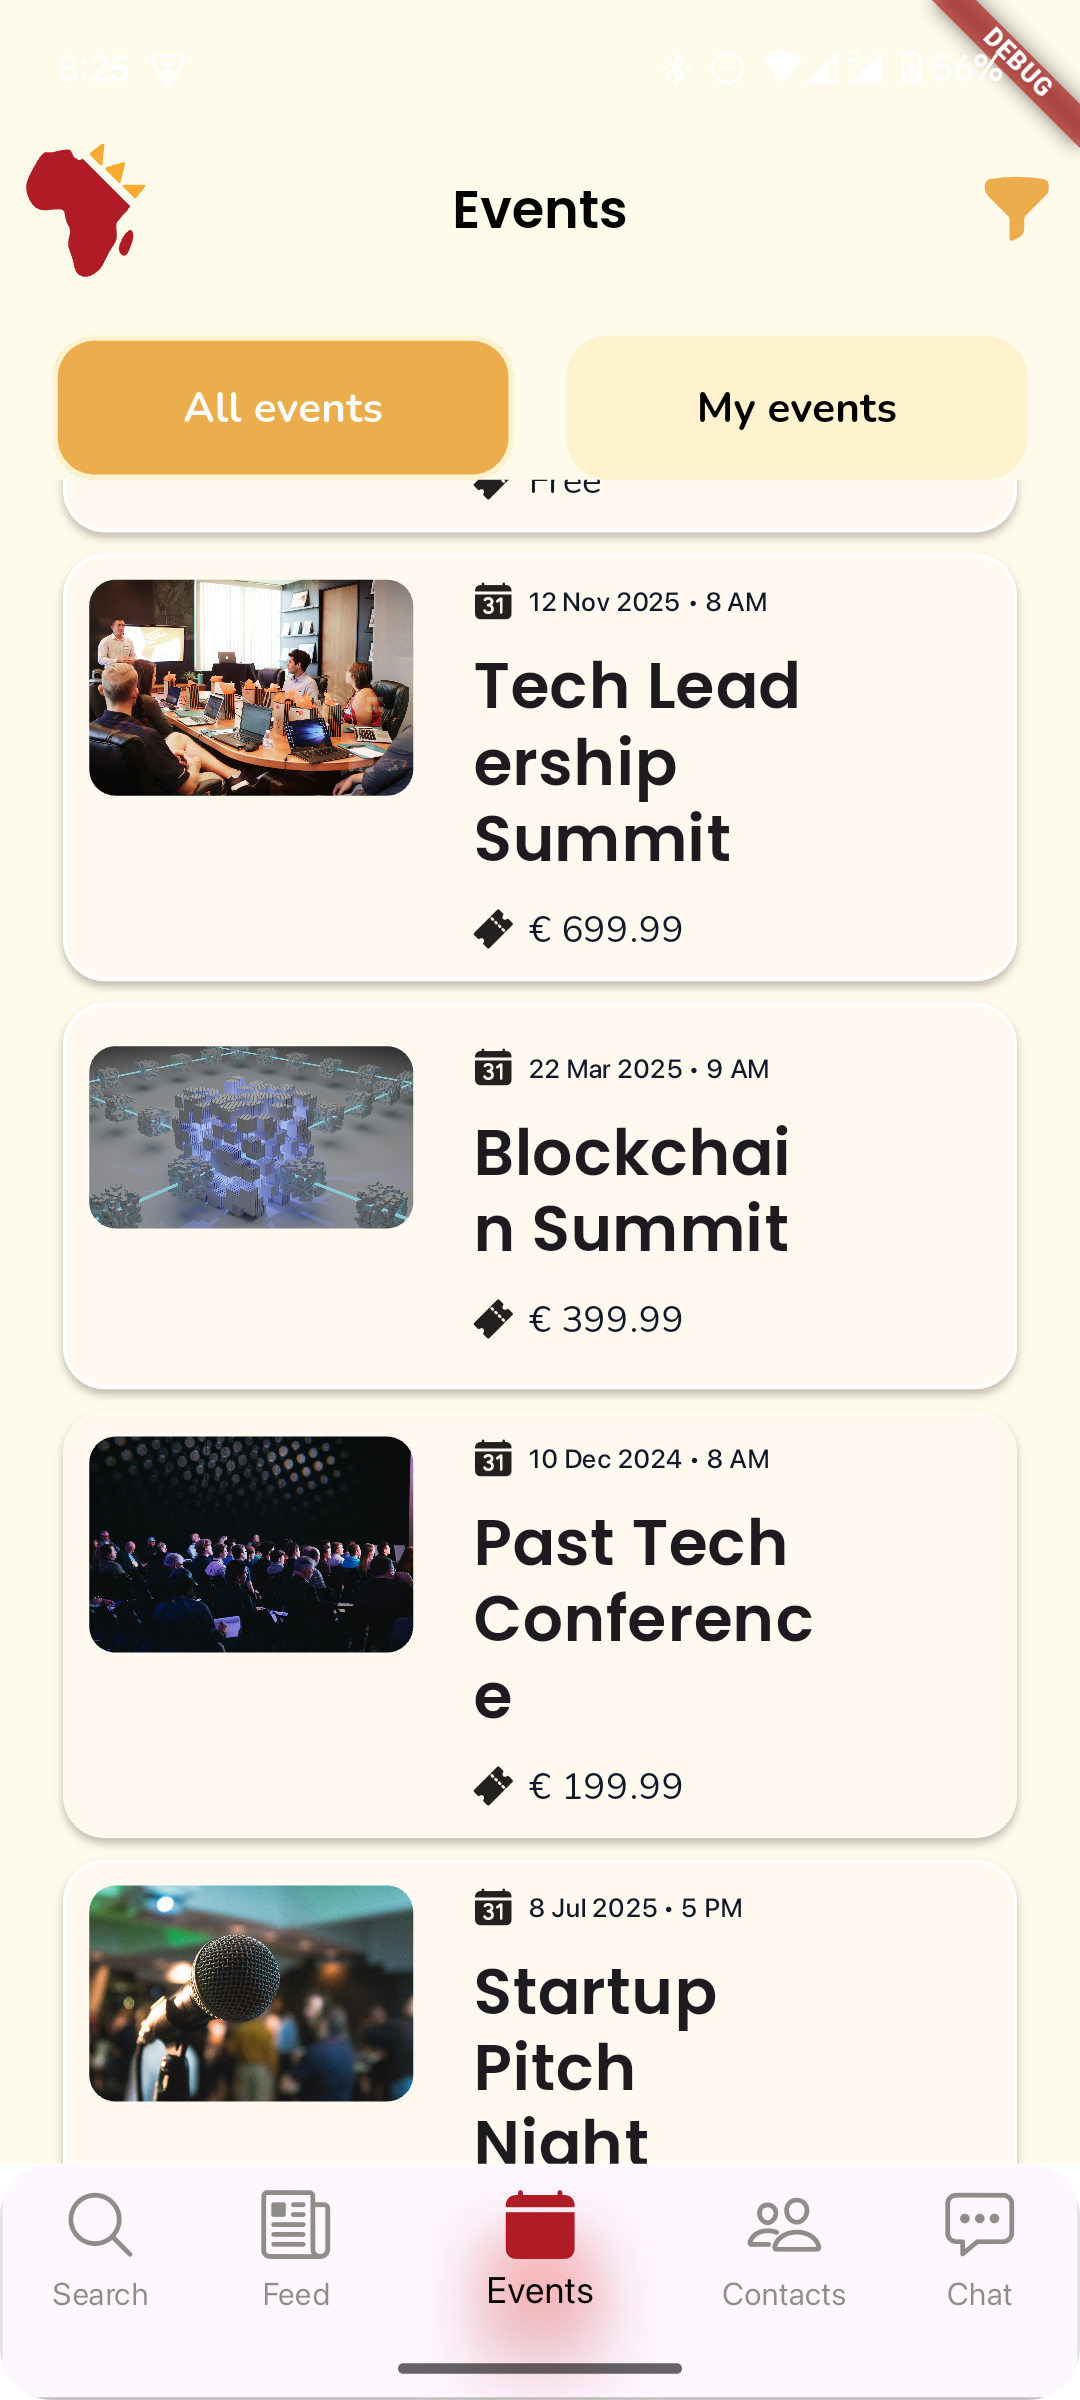 8:25
56%
DEBUG
Events
All events
My events
Free
31 12 Nov 2025 • 8 AM
Tech Lead
ership
Summit
€ 699.99
31 22 Mar 2025 • 9 AM
Blockchai
n Summit
€ 399.99
31 10 Dec 2024 • 8 AM
Past Tech
Conferenc
e
€ 199.99
31 8 Jul 2025 • 5 PM
Startup
Pitch
Night
Search
Feed
Events
Contacts
Chat